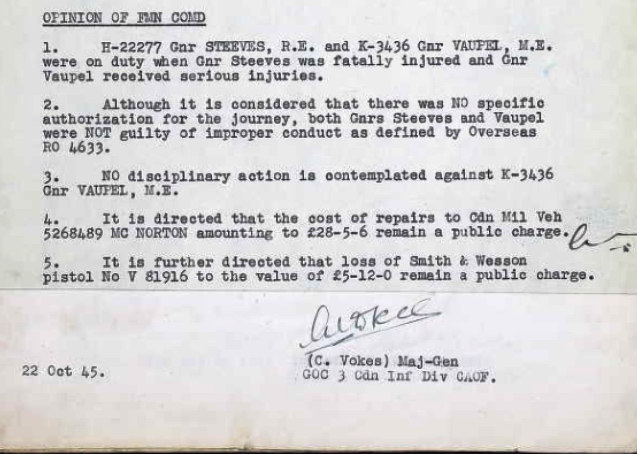 OPINION OF FMN COMD
1. H-22277 Gnr STEEVES, R.E. and K-3436 Gnr VAUPEL, M.E.
were on duty when Gnr Steeves was fatally injured and Gnr
Vaupel received serious injuries.
2. Although it is considered that there was NO specific
authorization for the journey, both Gnrs Steeves and Vaupel
were NOT guilty of improper conduct as defined by Overseas
RO 4633.
3. NO disciplinary action is contemplated against K-3436
Gnr VAUPEL, M.E.
4. It is directed that the cost of repairs to Cdn Mil Veh
5268489 MC NORTON amounting to £28-5-6 remain a public charge.
5. It is further directed that loss of Smith & Wesson
pistol No V 81916 to the value of £5-12-0 remain a public charge.
(C. Vokes) Maj-Gen
22 Oct 45.
GOC 3 Cdn Inf Div CAOF.